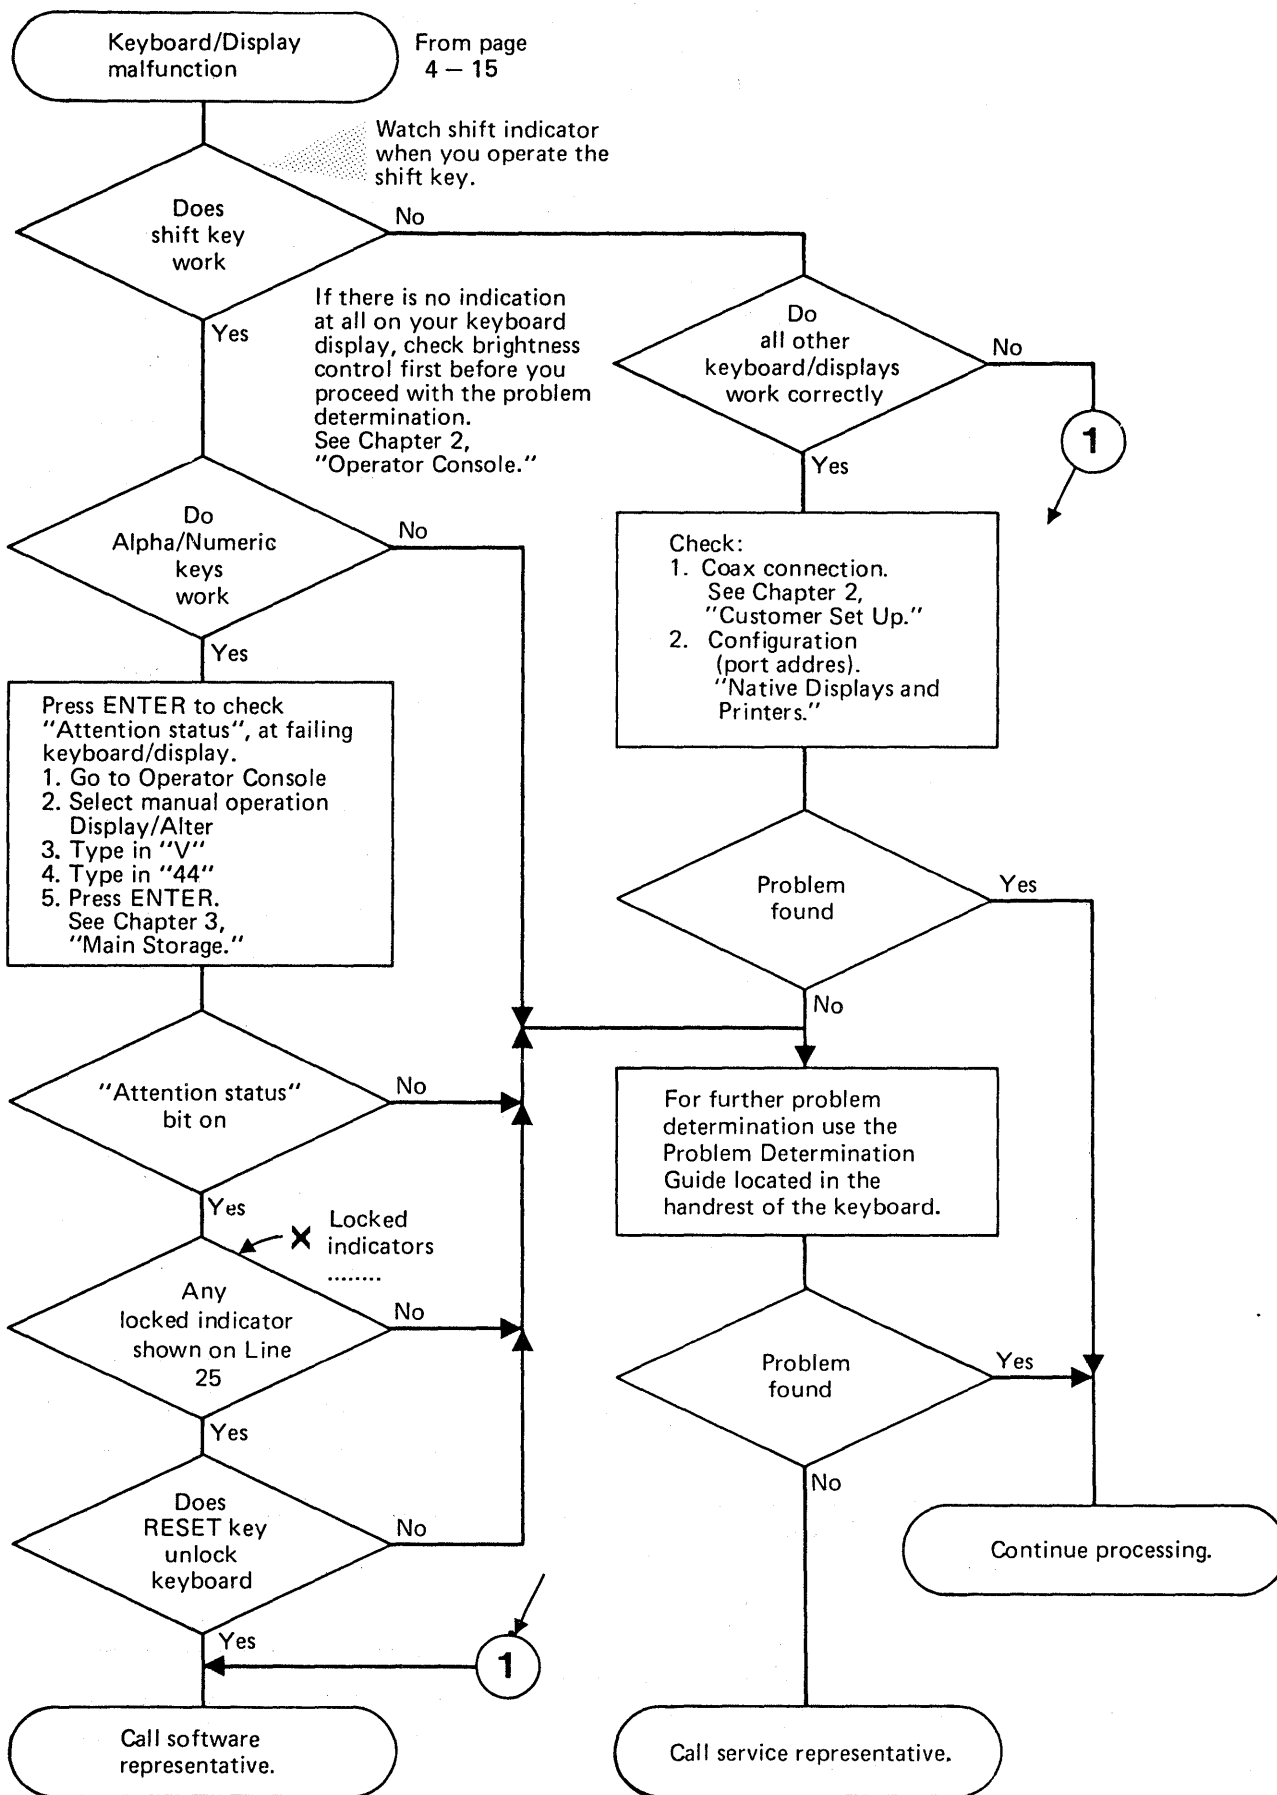 Keyboard/Display
malfunction
From page
4 – 15
Watch shift indicator
when you operate the
shift key.
Does
shift key
work
No
Yes
If there is no indication
at all on your keyboard
display, check brightness
control first before you
proceed with the problem
determination.
See Chapter 2,
"Operator Console."
Do
all other
keyboard/displays
work correctly
No
1
Yes
Do
Alpha/Numeric
keys
work
No
Yes
Check:
1. Coax connection.
See Chapter 2,
"Customer Set Up."
2. Configuration
(port addres).
"Native Displays and
Printers."
Press ENTER to check
"Attention status", at failing
keyboard/display.
1. Go to Operator Console
2. Select manual operation
Display/Alter
3. Type in "V"
4. Type in "44"
5. Press ENTER.
See Chapter 3,
"Main Storage."
Problem
found
Yes
No
"Attention status"
bit on
No
Yes
For further problem
determination use the
Problem Determination
Guide located in the
handrest of the keyboard.
X Locked
indicators
........
Any
locked indicator
shown on Line
25
No
Yes
Problem
found
Yes
No
Does
RESET key
unlock
keyboard
No
Yes
1
Continue processing.
Call software
representative.
Call service representative.